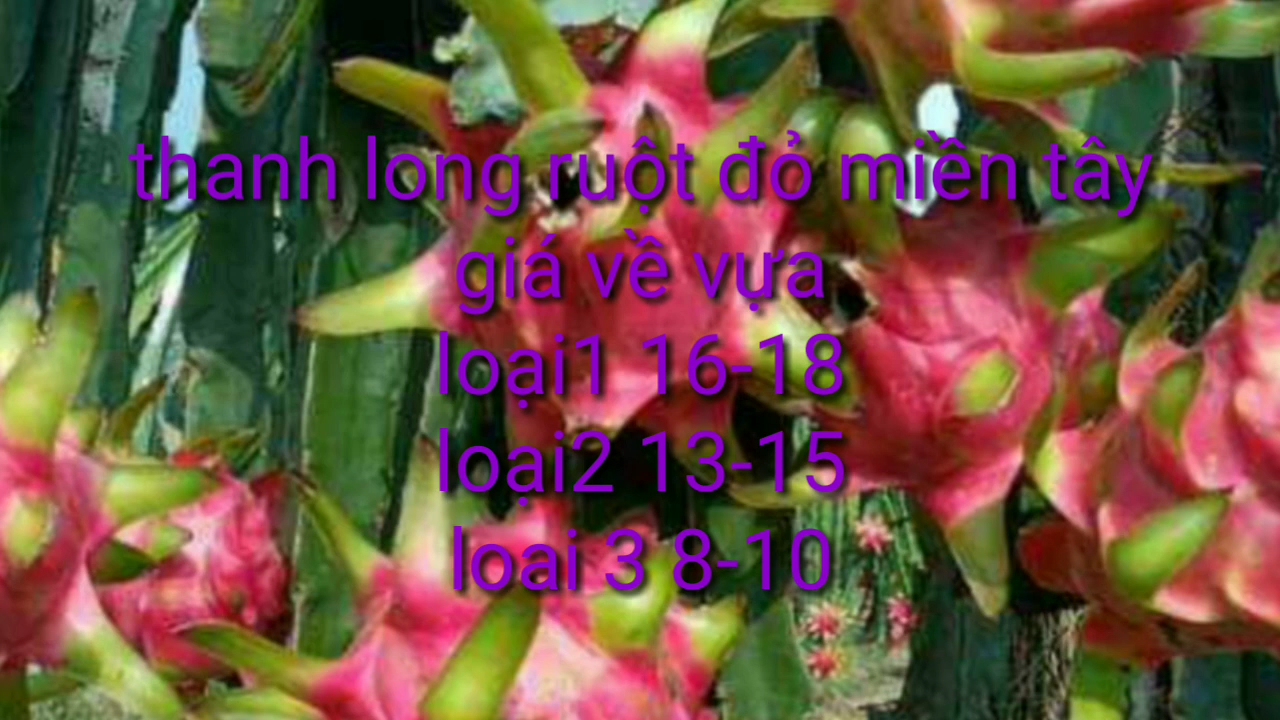 thanh long ruột đỏ miền tây
giá về vựa
loại1 16-18
loại2 13-15
loai 3 8-10